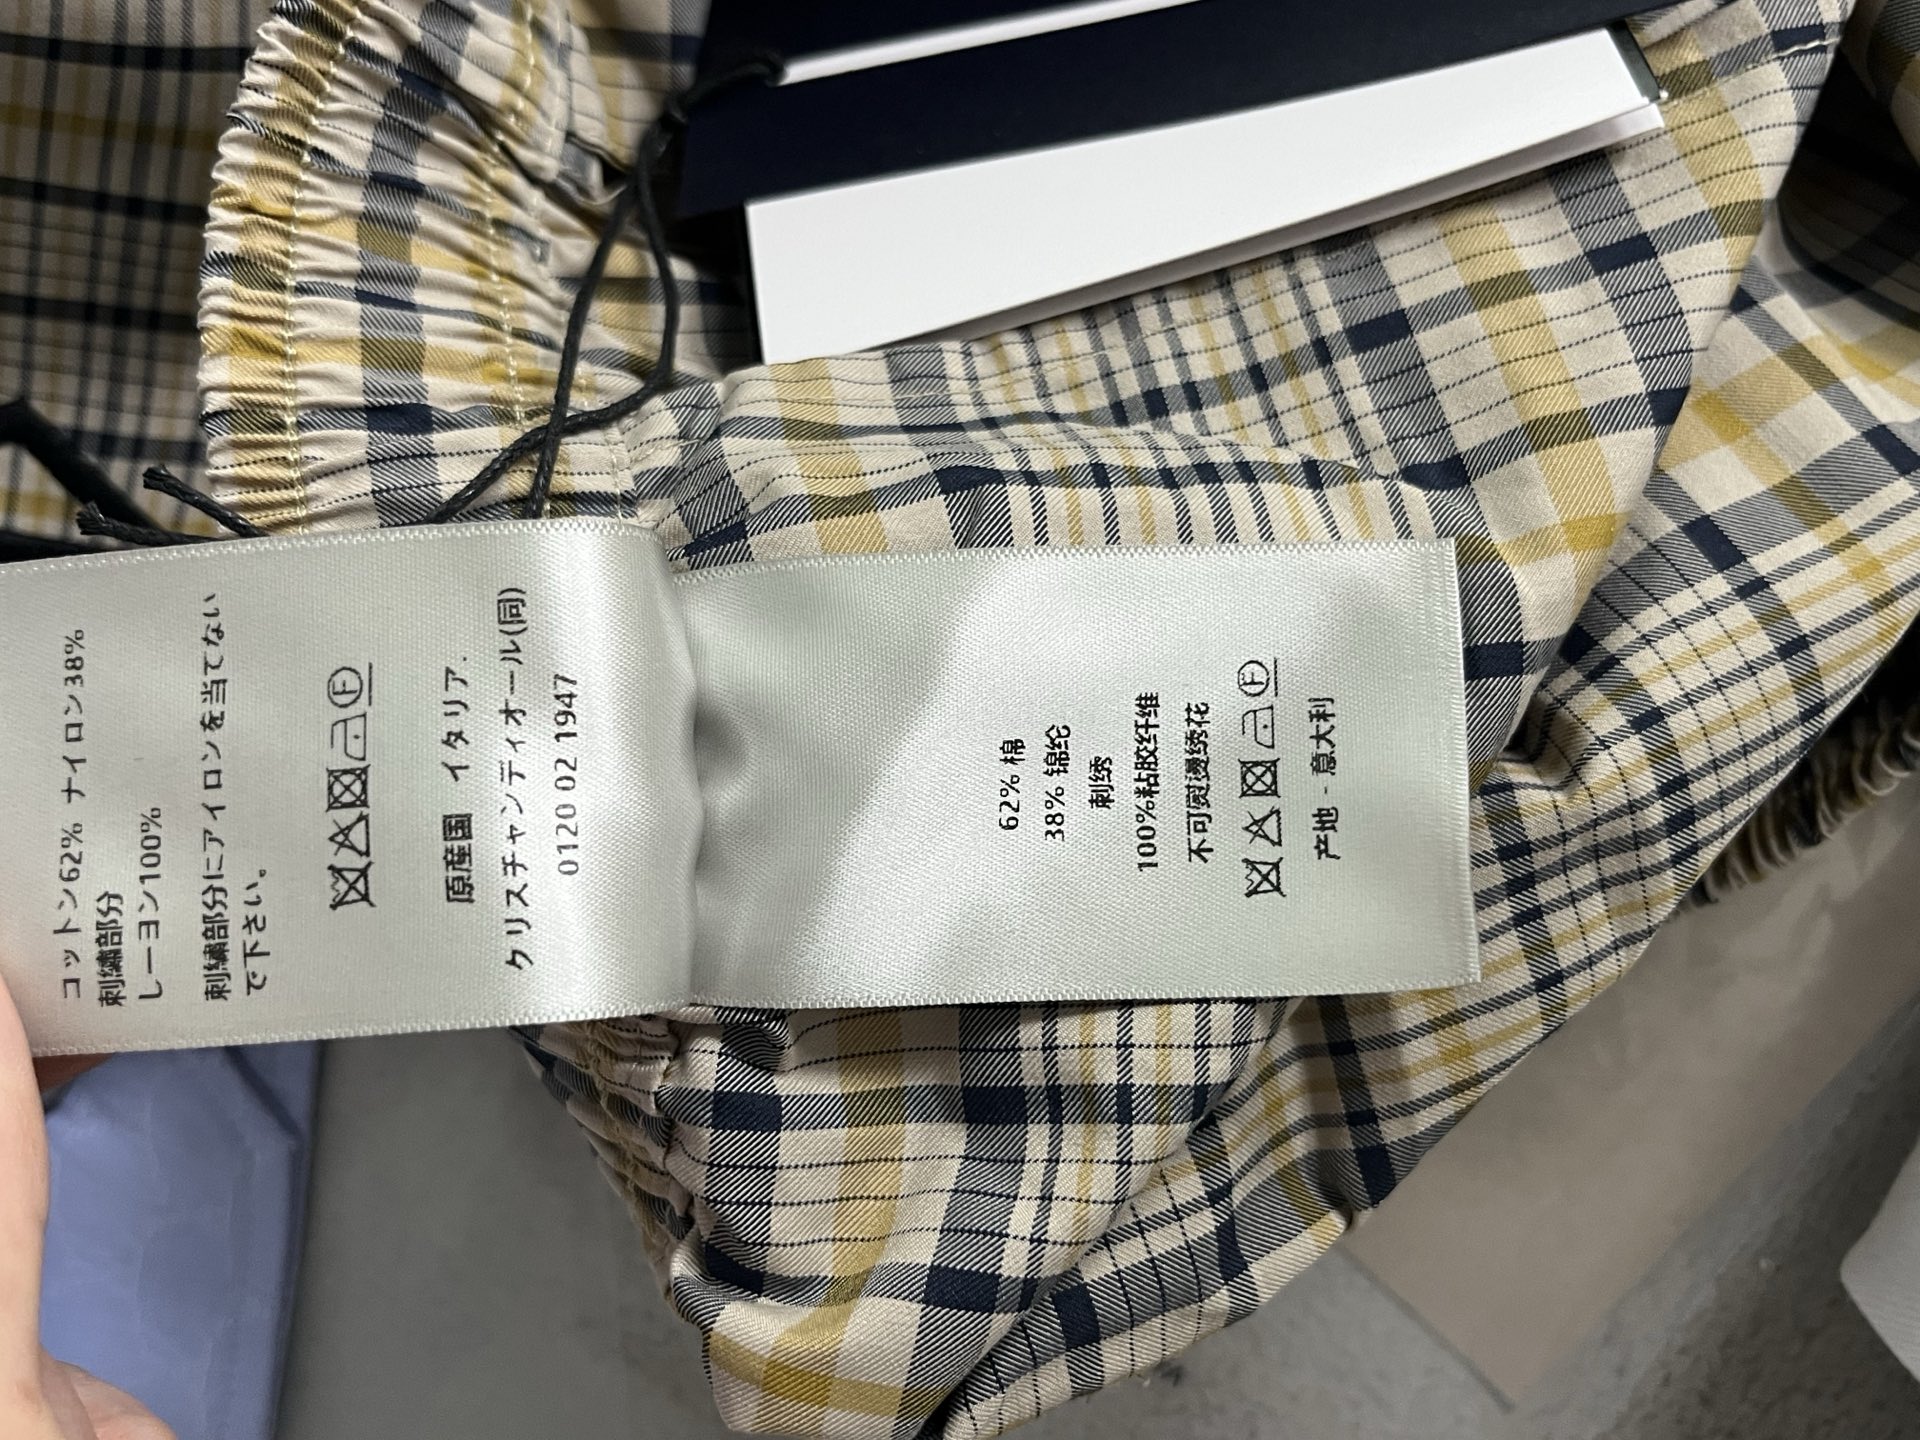 コットン62% ナイロン38%
刺繍部分
レーヨン100%
刺繍部分にアイロンを当てない
で下さい。
F
原産国 イタリア.
クリスチャンディオール(同)
0120 02 1947
62% 棉
38% 锦纶
刺绣
100%粘胶纤维
不可熨烫绣花
F
产地 - 意大利